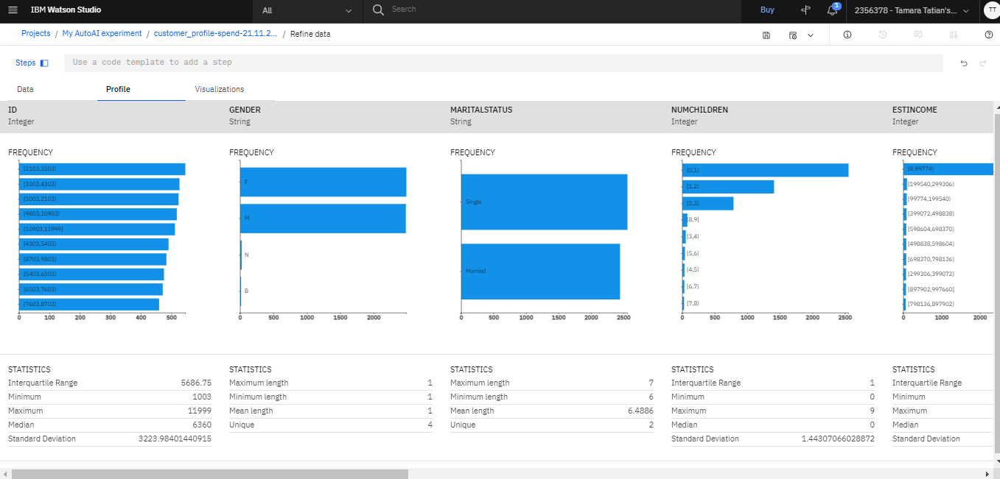 IBM Watson Studio
All
Search
Buy
1
2356378 - Tamara Tatian's...
TT
Projects / My AutoAI experiment / customer_profile-spend-21.11.2... / Refine data
Steps
Use a code template to add a step
Data
Profile
Visualizations
ID
Integer
FREQUENCY
[2103,3203)
[3203,4303)
[1003,2103)
[9803,10903)
[10903,11999]
[4303,5403)
[8703,9803)
[5403,6503)
[6503,7603)
[7603,8703)
0 100 200 300 400 500
STATISTICS
Interquartile Range 5686.75
Minimum 1003
Maximum 11999
Median 6360
Standard Deviation 3223.98401440915
GENDER
String
FREQUENCY
F
M
N
B
0 500 1000 1500 2000
STATISTICS
Maximum length 1
Minimum length 1
Mean length 1
Unique 4
MARITALSTATUS
String
FREQUENCY
Single
Married
0 500 1000 1500 2000 2500
STATISTICS
Maximum length 7
Minimum length 6
Mean length 6.4886
Unique 2
NUMCHILDREN
Integer
FREQUENCY
[0,1)
[1,2)
[2,3)
[8,9]
[3,4)
[5,6)
[4,5)
[6,7)
[7,8)
0 500 1000 1500 2000 2500
STATISTICS
Interquartile Range 1
Minimum 0
Maximum 9
Median 0
Standard Deviation 1.44307066028872
ESTINCOME
Integer
FREQUENCY
[8,99774)
[199540,299306)
[99774,199540)
[399072,498838)
[598604,698370)
[498838,598604)
[698370,798136)
[299306,399072)
[897902,997660]
[798136,897902)
0 1000 2000
STATISTICS
Interquartile Range
Minimum
Maximum
Median
Standard Deviation